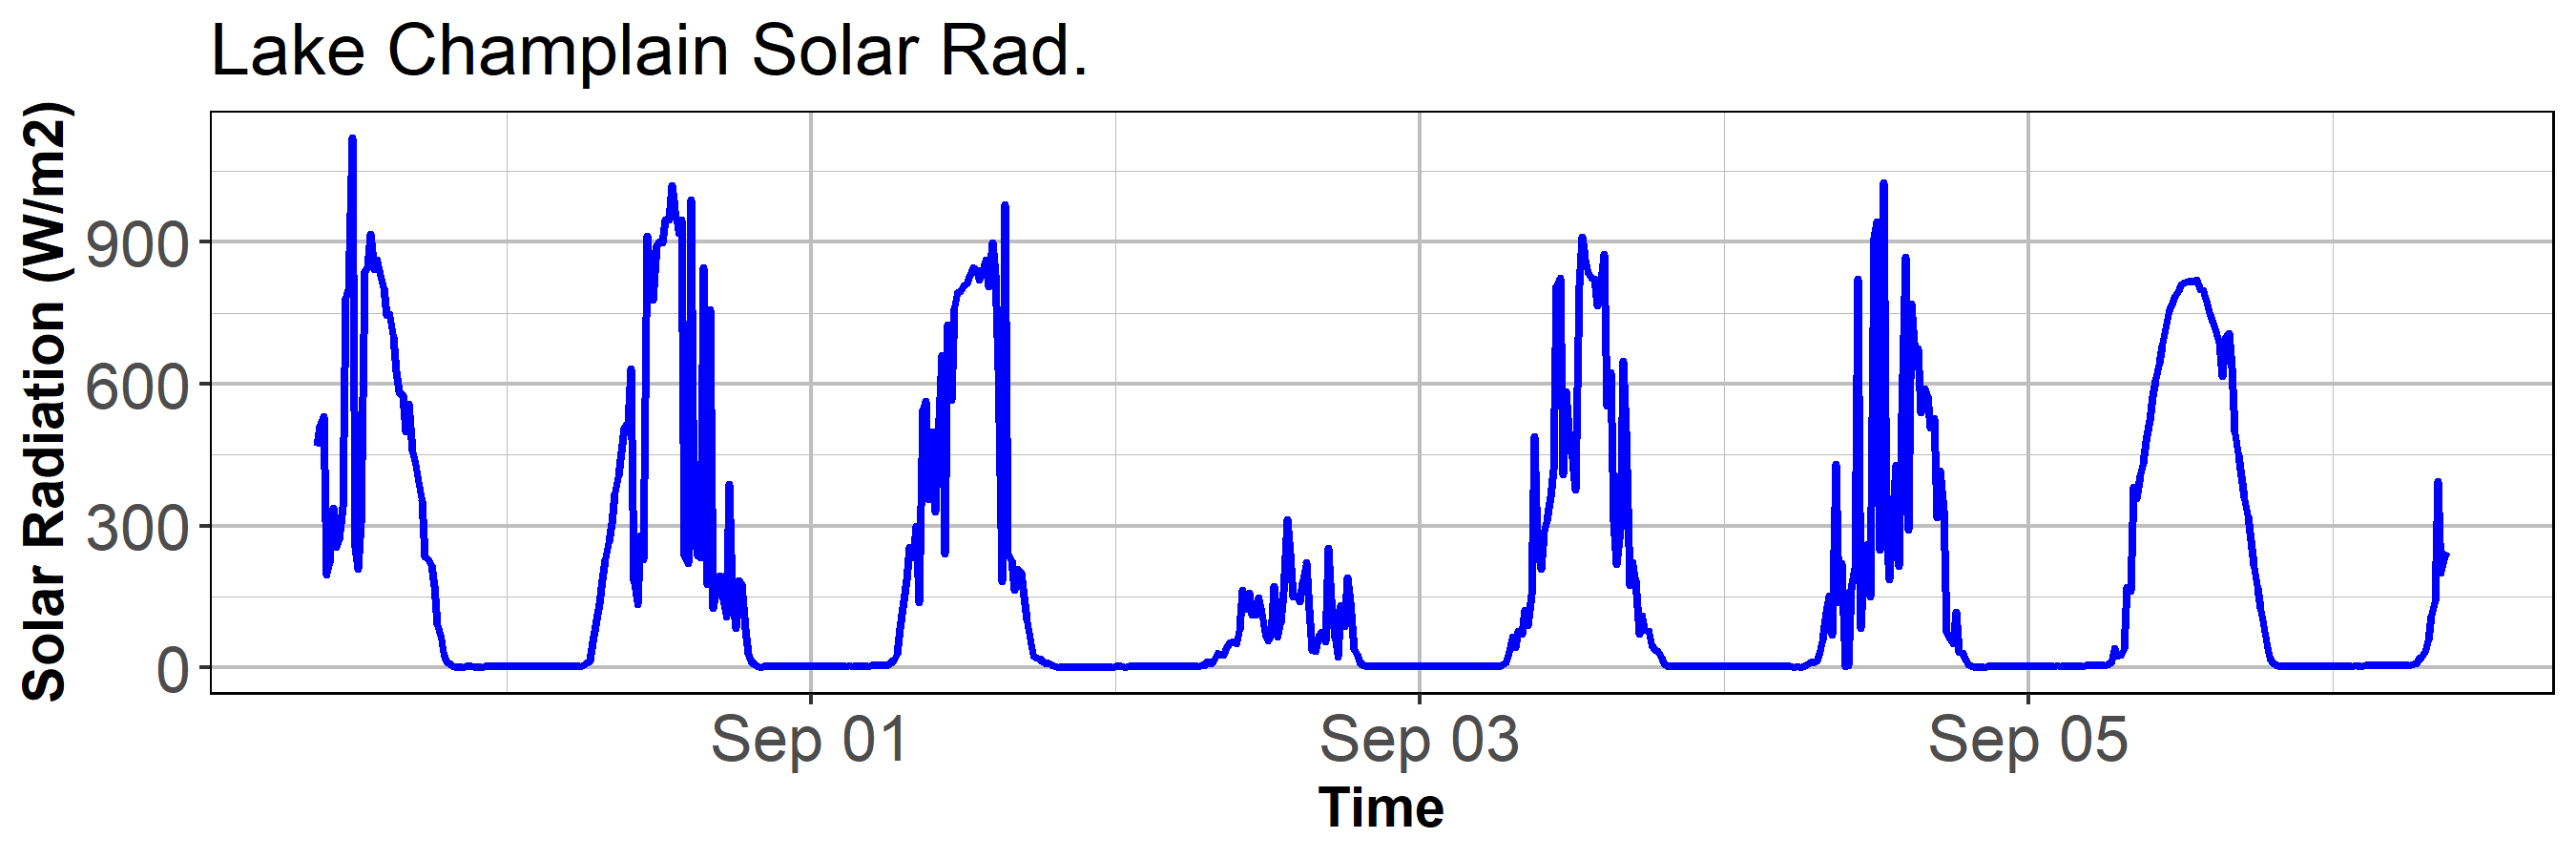 Lake Champlain Solar Rad.
Solar Radiation (W/m2)
900
600
300
0
Sep 01 Sep 03 Sep 05
Time